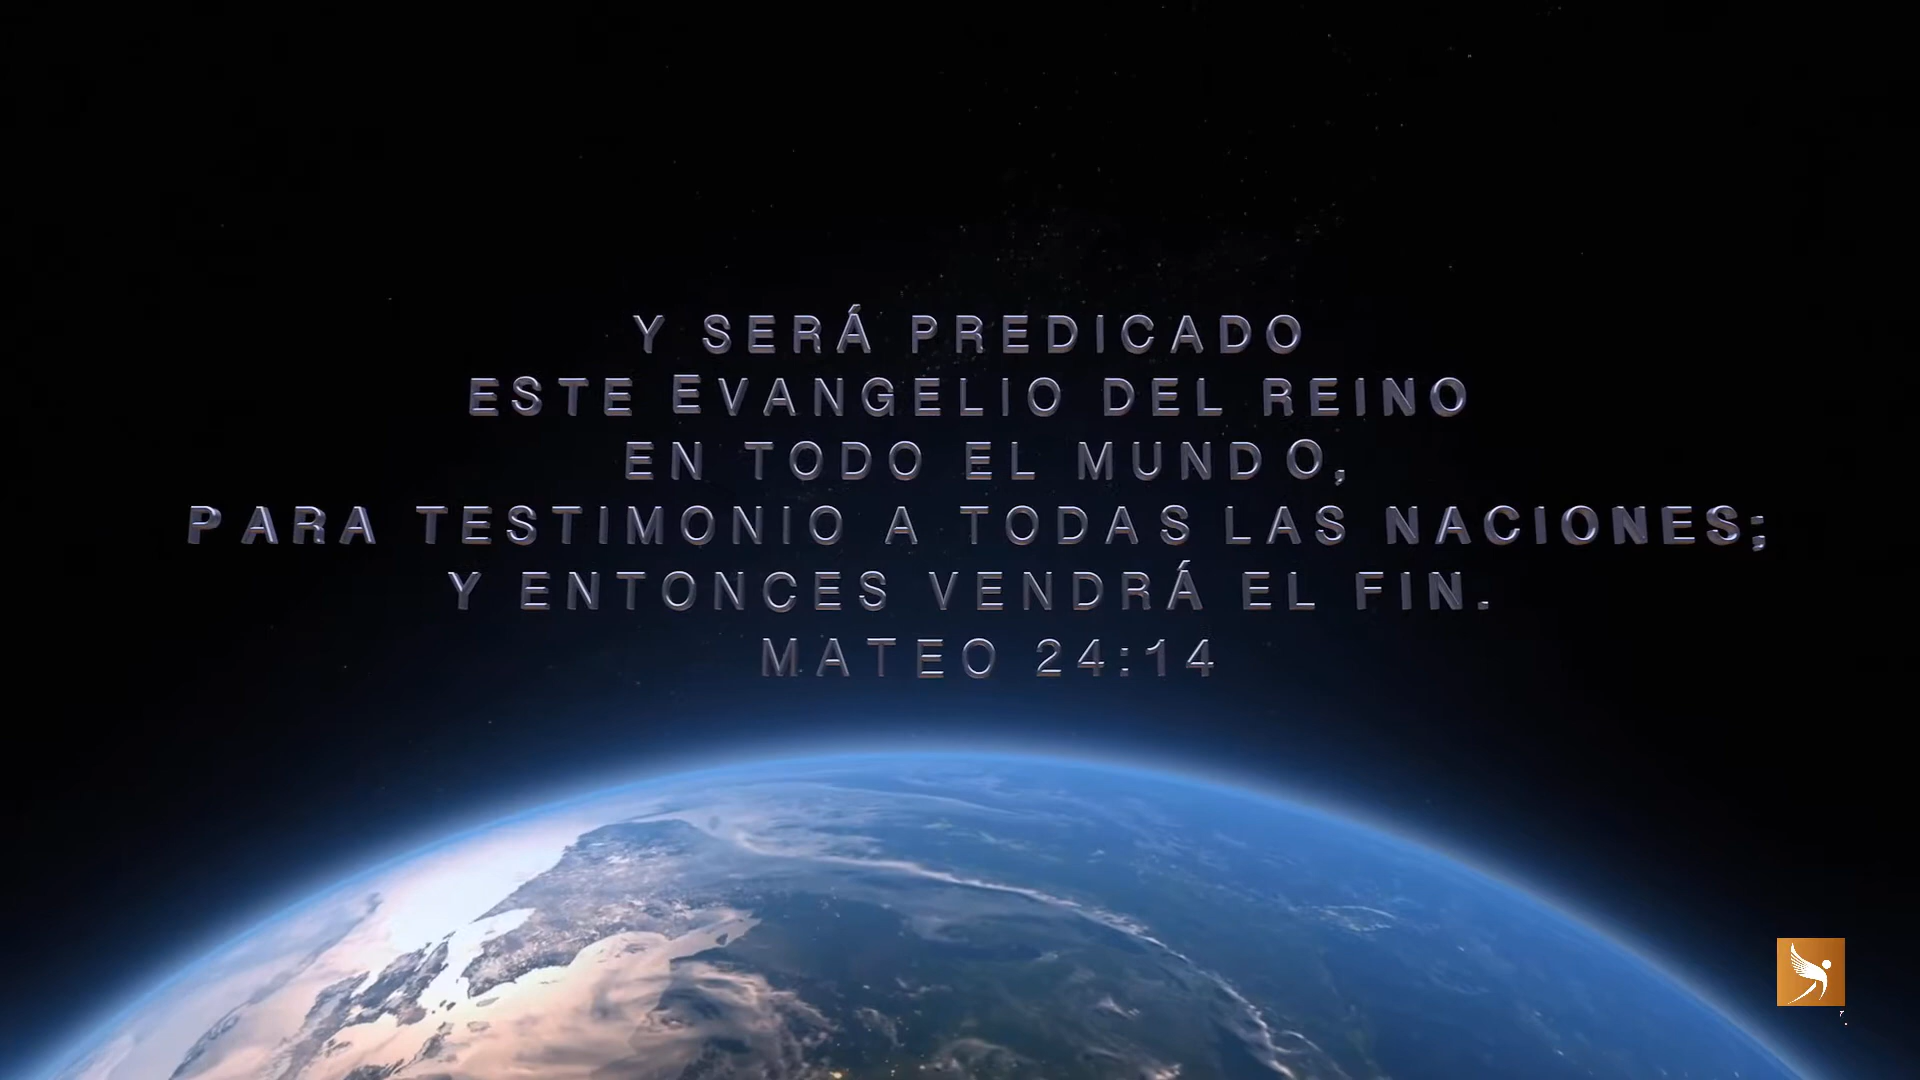 Y SERÁ PREDICADO
ESTE EVANGELIO DEL REINO
EN TODO EL MUNDO,
PARA TESTIMONIO A TODAS LAS NACIONES;
Y ENTONCES VENDRÁ EL FIN.
MATEO 24:14